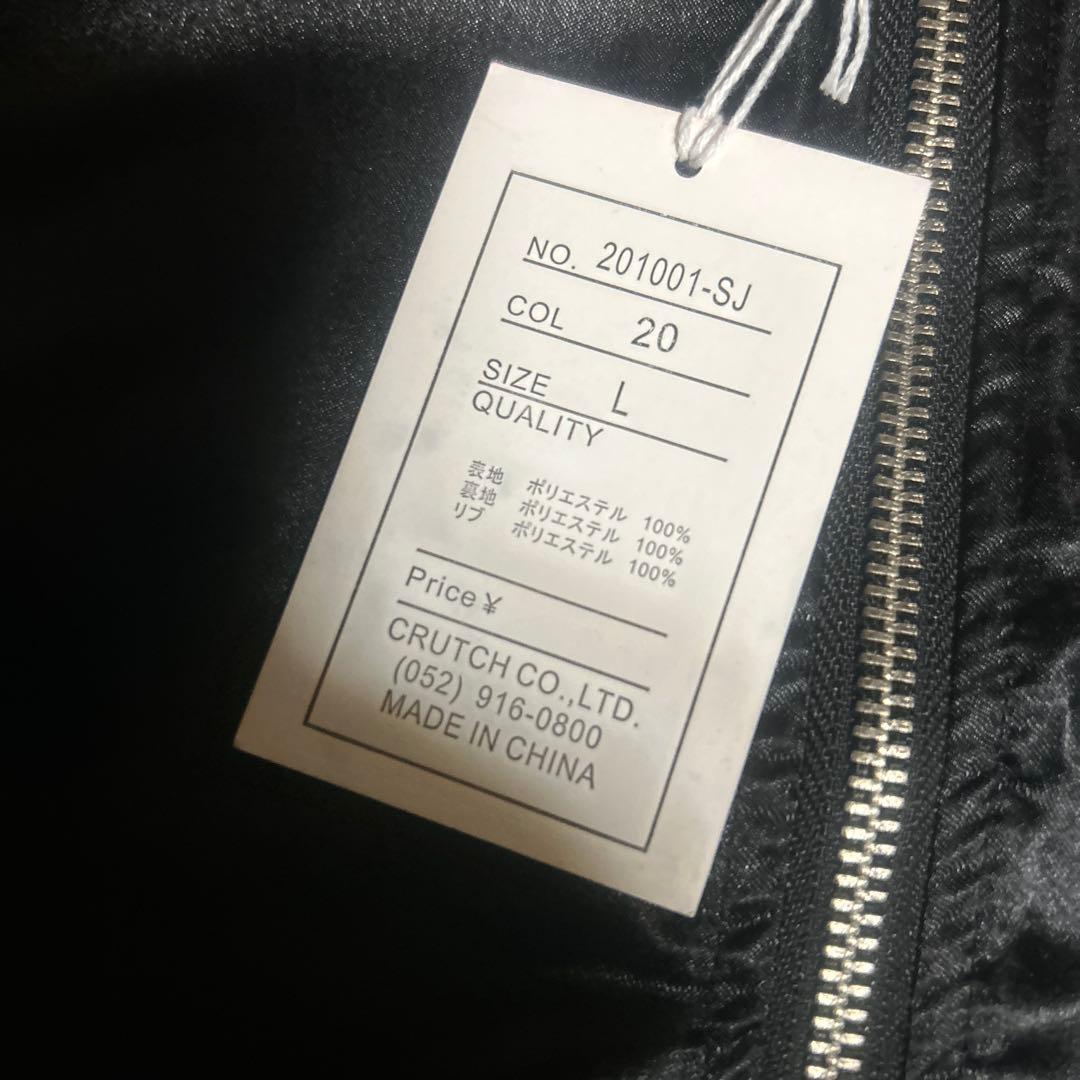 NO. 201001-SJ
COL 20
SIZE L
QUALITY
表地 ポリエステル 100%
裏地 ポリエステル 100%
リブ ポリエステル 100%
Price ¥
CRUTCH CO.,LTD.
(052) 916-0800
MADE IN CHINA